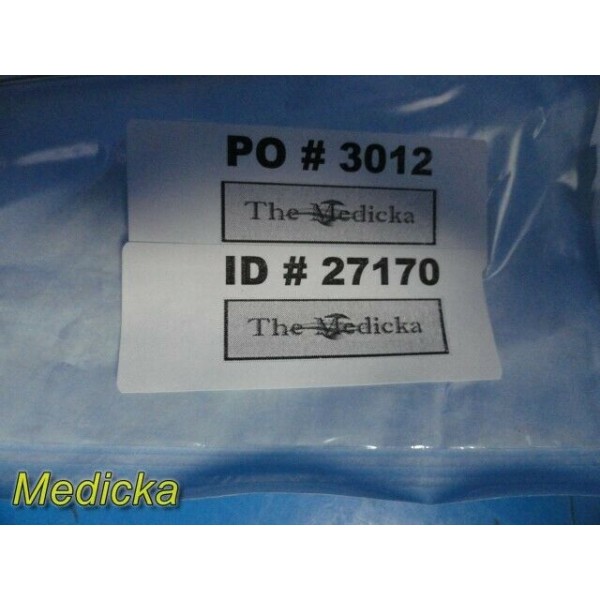 PO # 3012
The Medicka
ID # 27170
The Medicka
Medicka